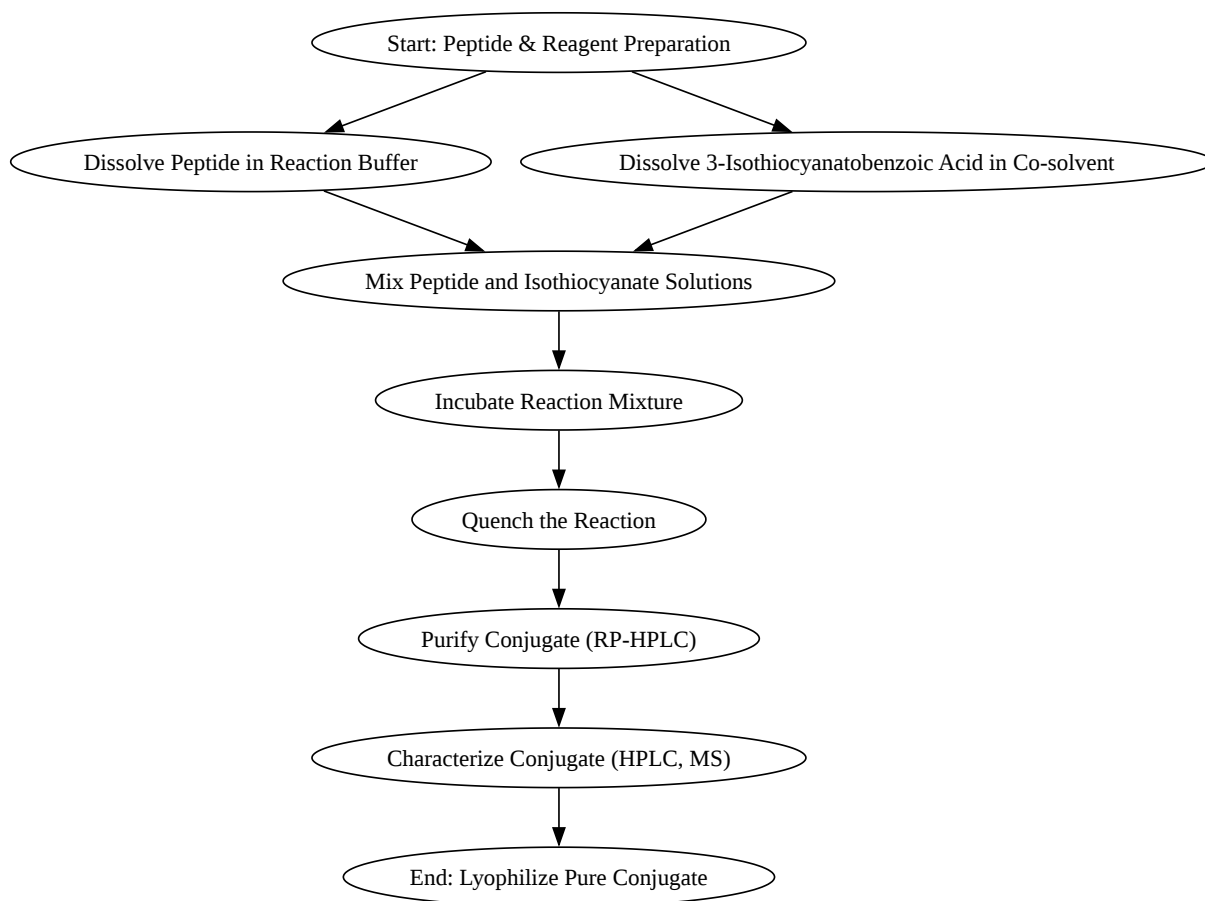 Start: Peptide & Reagent Preparation
Dissolve Peptide in Reaction Buffer
Dissolve 3-Isothiocyanatobenzoic Acid in Co-solvent
Mix Peptide and Isothiocyanate Solutions
Incubate Reaction Mixture
Quench the Reaction
Purify Conjugate (RP-HPLC)
Characterize Conjugate (HPLC, MS)
End: Lyophilize Pure Conjugate